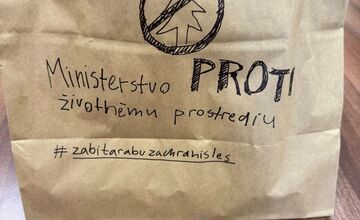 Ministerstvo PROTI
životnému prostrediu
#zabitarabuzachranisles